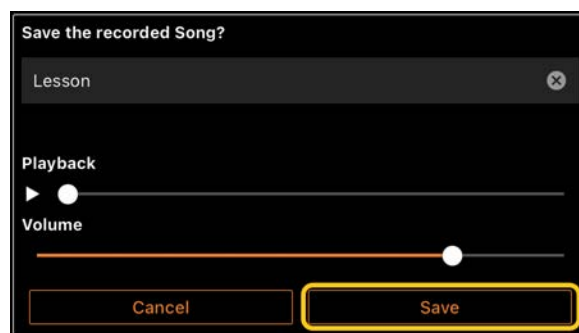 Save the recorded Song?
Lesson
Playback
Volume
Cancel Save